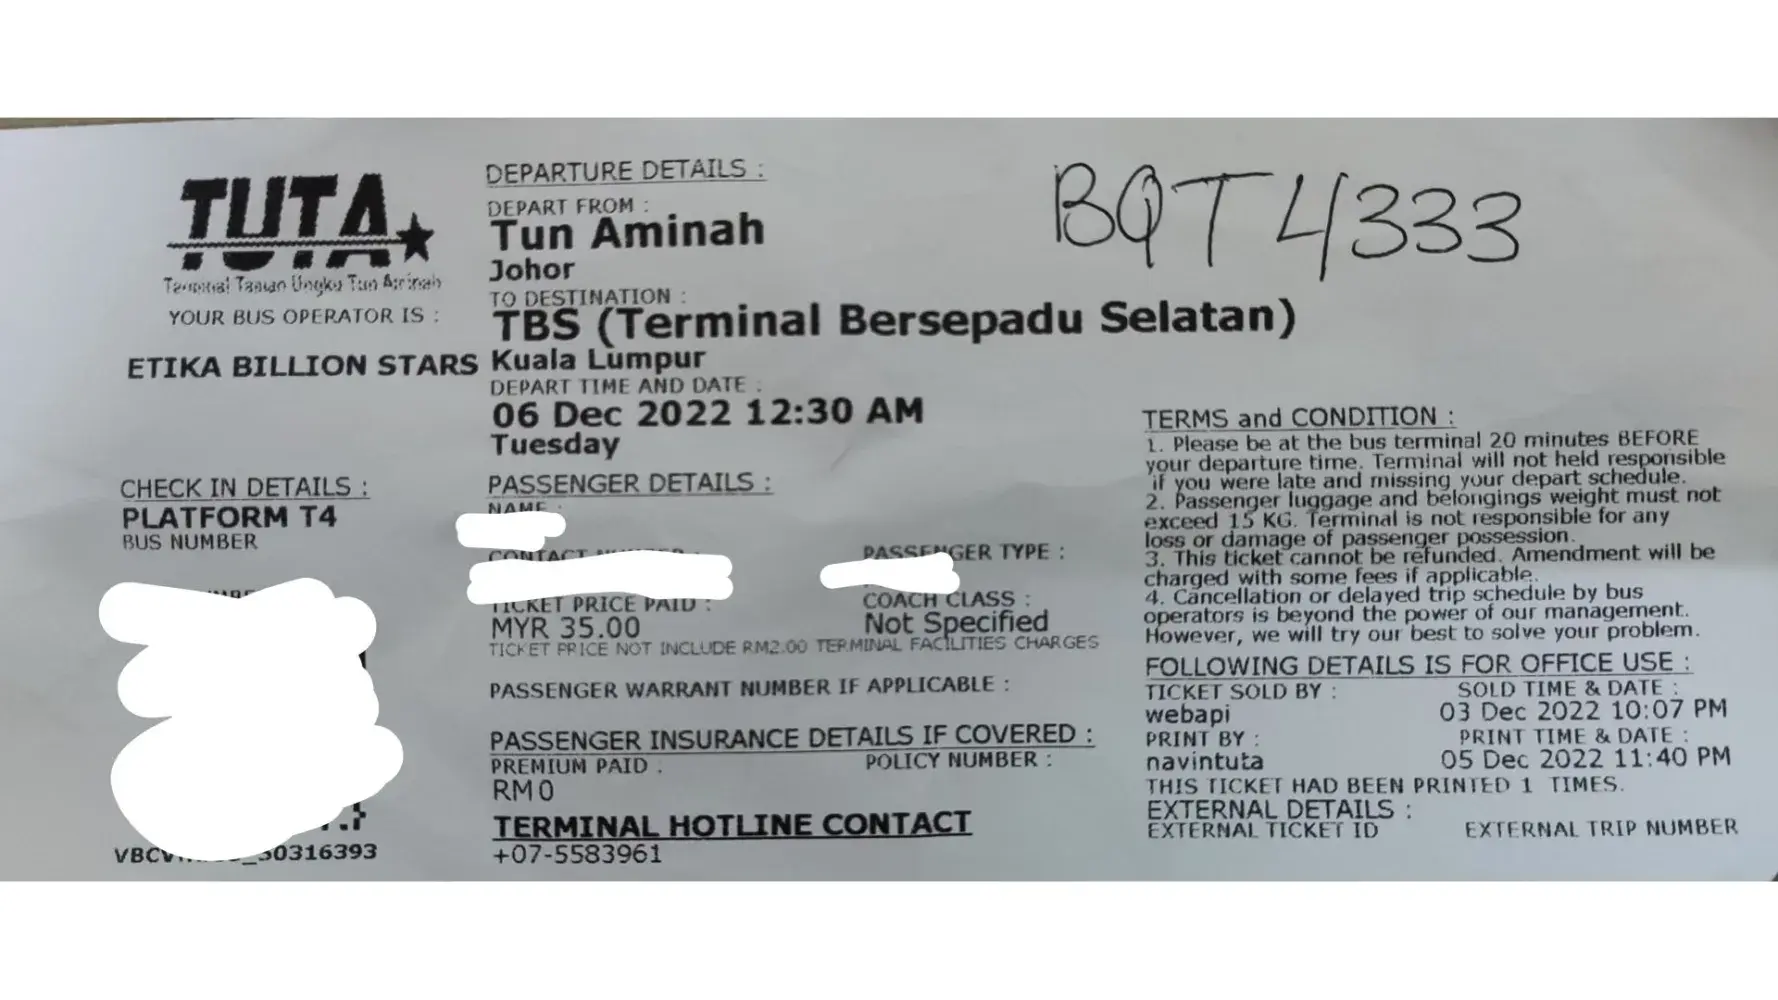 TUTA
Terminal Taman Ungku Tun Aminah
YOUR BUS OPERATOR IS :
ETIKA BILLION STARS
CHECK IN DETAILS :
PLATFORM T4
BUS NUMBER
30316393
DEPARTURE DETAILS :
DEPART FROM :
Tun Aminah
Johor
TO DESTINATION :
TBS (Terminal Bersepadu Selatan)
Kuala Lumpur
DEPART TIME AND DATE :
06 Dec 2022 12:30 AM
Tuesday
PASSENGER DETAILS :
NAME :
CONTACT NUMBER :
PASSENGER TYPE :
TICKET PRICE PAID :
MYR 35.00
COACH CLASS :
Not Specified
TICKET PRICE NOT INCLUDE RM2.00 TERMINAL FACILITIES CHARGES
PASSENGER WARRANT NUMBER IF APPLICABLE :
PASSENGER INSURANCE DETAILS IF COVERED :
PREMIUM PAID :
POLICY NUMBER :
RM 0
TERMINAL HOTLINE CONTACT
+07-5583961
BQT 4333
TERMS and CONDITION :
1. Please be at the bus terminal 20 minutes BEFORE
your departure time. Terminal will not held responsible
if you were late and missing your depart schedule.
2. Passenger luggage and belongings weight must not
exceed 15 KG. Terminal is not responsible for any
loss or damage of passenger possession.
3. This ticket cannot be refunded. Amendment will be
charged with some fees if applicable.
4. Cancellation or delayed trip schedule by bus
operators is beyond the power of our management.
However, we will try our best to solve your problem.
FOLLOWING DETAILS IS FOR OFFICE USE :
TICKET SOLD BY :
SOLD TIME & DATE :
webapi
03 Dec 2022 10:07 PM
PRINT BY :
PRINT TIME & DATE :
navintuta
05 Dec 2022 11:40 PM
THIS TICKET HAD BEEN PRINTED 1 TIMES.
EXTERNAL DETAILS :
EXTERNAL TICKET ID
EXTERNAL TRIP NUMBER